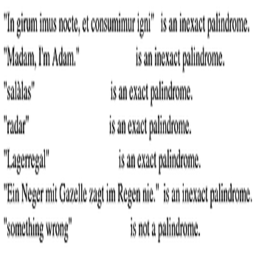 "In girum imus nocte, et consumimur igni" is an inexact palindrome.
"Madam, I'm Adam." is an inexact palindrome.
"salàlas" is an exact palindrome.
"radar" is an exact palindrome.
"Lagerregal" is an exact palindrome.
"Ein Neger mit Gazelle zagt im Regen nie." is an inexact palindrome.
"something wrong" is not a palindrome.